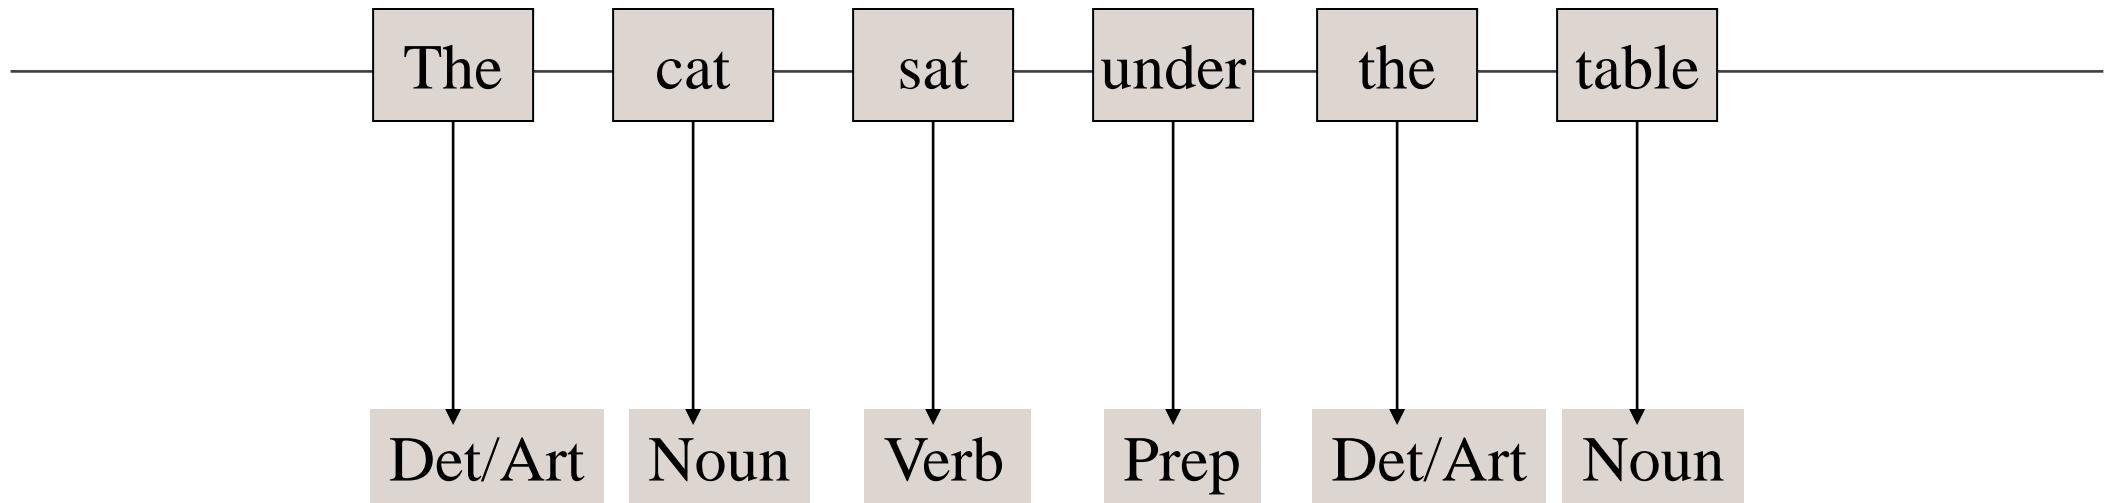 The cat sat under the table
Det/Art Noun Verb Prep Det/Art Noun